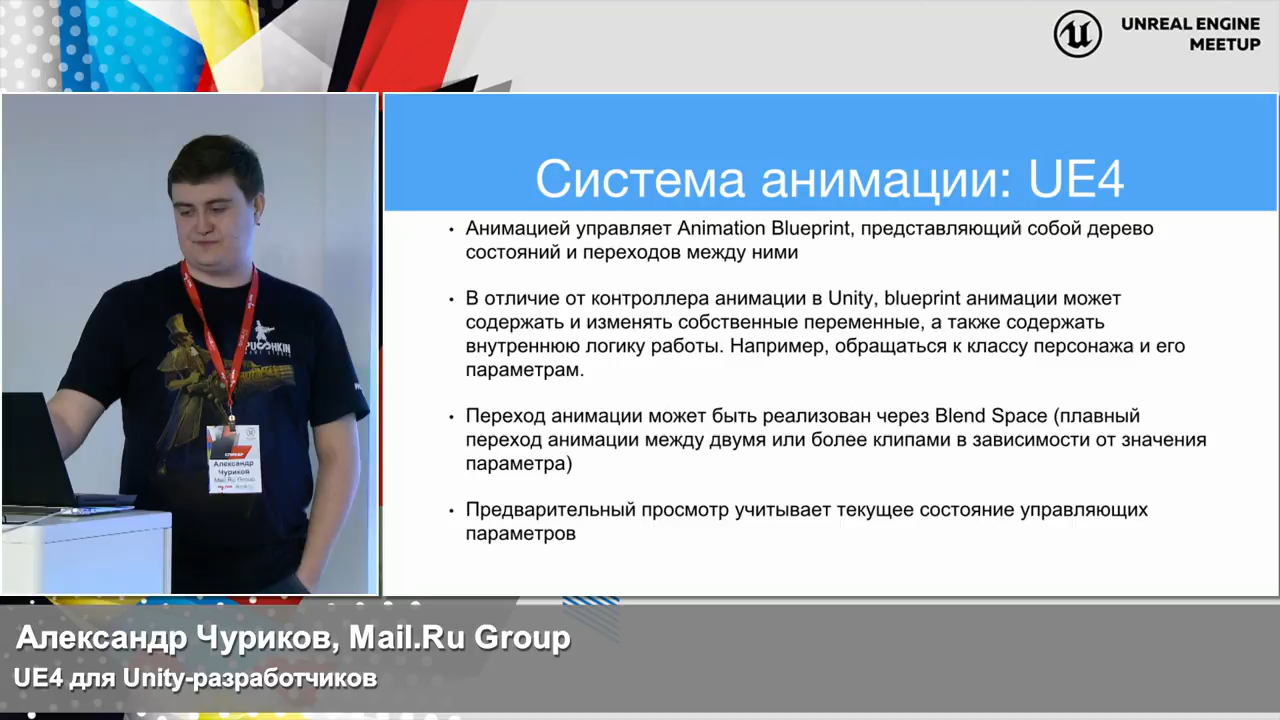 UNREAL ENGINE
MEETUP
Система анимации: UE4
• Анимацией управляет Animation Blueprint, представляющий собой дерево
состояний и переходов между ними
• В отличие от контроллера анимации в Unity, blueprint анимации может
содержать и изменять собственные переменные, а также содержать
внутреннюю логику работы. Например, обращаться к классу персонажа и его
параметрам.
• Переход анимации может быть реализован через Blend Space (плавный
переход анимации между двумя или более клипами в зависимости от значения
параметра)
• Предварительный просмотр учитывает текущее состояние управляющих
параметров
СПИКЕР
Александр
Чуриков
Mail.Ru Group
Александр Чуриков, Mail.Ru Group
UE4 для Unity-разработчиков